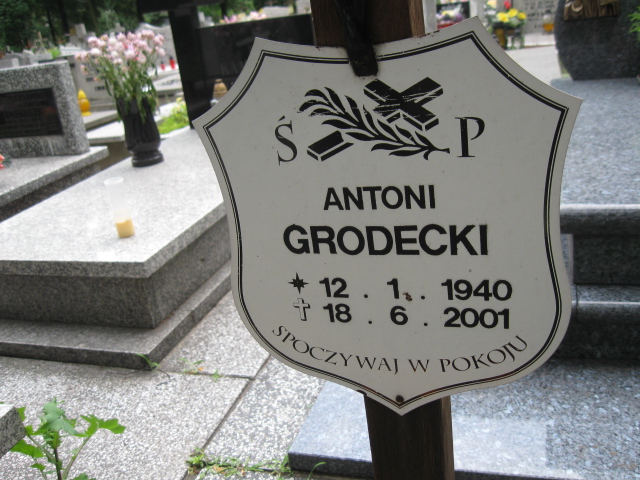 Ś P
ANTONI
GRODECKI
12 . 1 . 1940
18 . 6 . 2001
SPOCZYWAJ W POKOJU